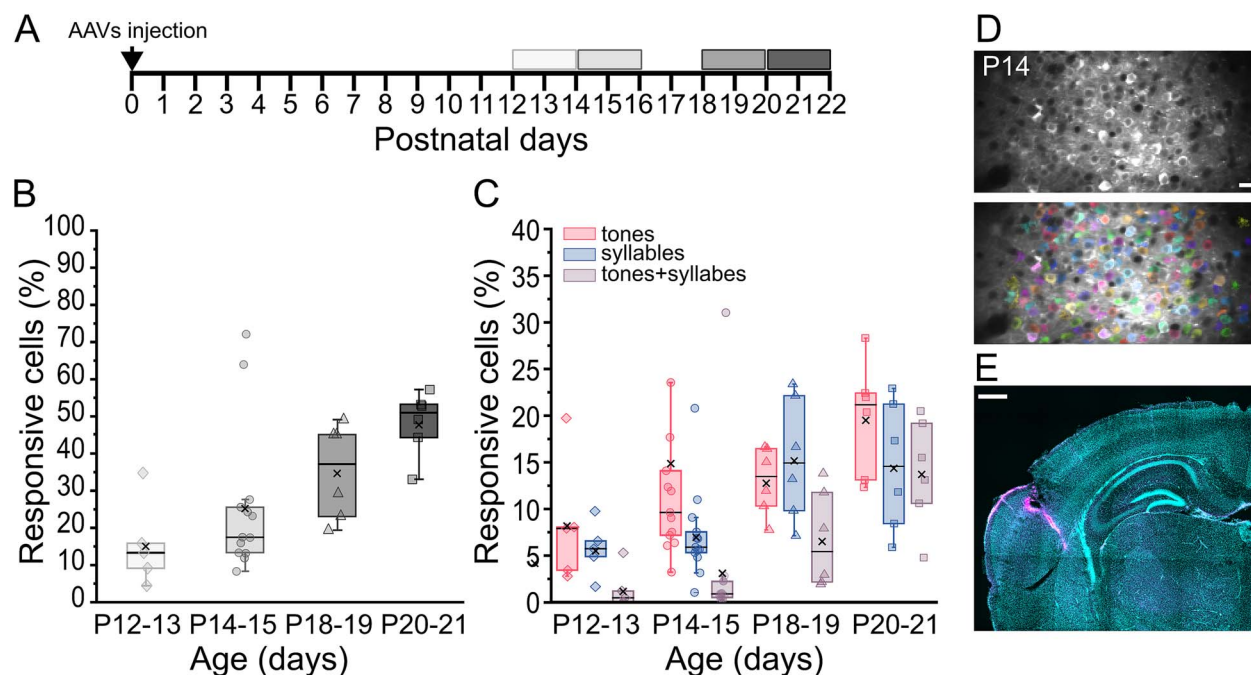 A
AAVs injection
0 1 2 3 4 5 6 7 8 9 10 11 12 13 14 15 16 17 18 19 20 21 22
Postnatal days
B
Responsive cells (%)
100
90
80
70
60
50
40
30
20
10
0
P12-13 P14-15 P18-19 P20-21
Age (days)
C
Responsive cells (%)
40
35
30
25
20
15
10
5
0
tones
syllables
tones+syllabes
P12-13 P14-15 P18-19 P20-21
Age (days)
D
P14
E